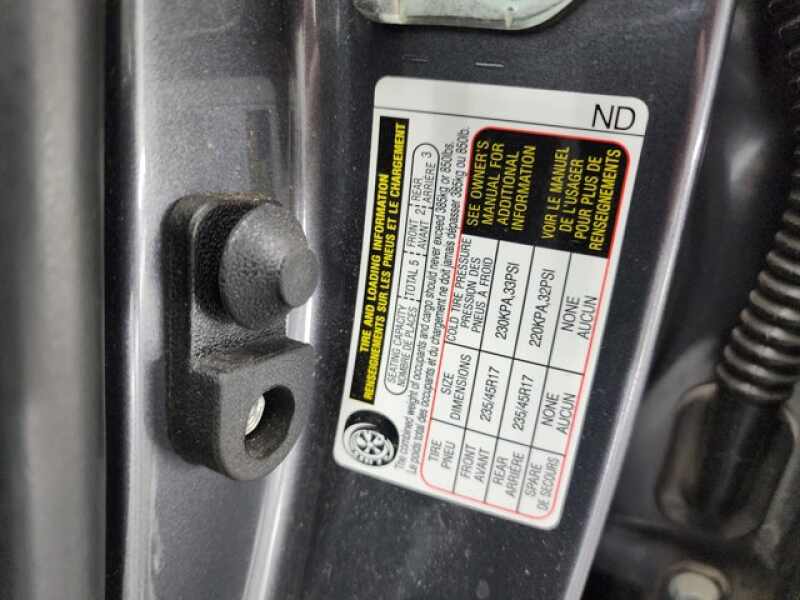 ND
TIRE AND LOADING INFORMATION
RENSEIGNEMENTS SUR LES PNEUS ET LE CHARGEMENT
SEATING CAPACITY TOTAL 5 FRONT 2 REAR 3
NOMBRE DE PLACES AVANT ARRIÈRE
The combined weight of occupants and cargo should never exceed 385kg or 850lbs.
Le poids total des occupants et du chargement ne doit jamais dépasser 385kg ou 850lb.
TIRE SIZE COLD TIRE PRESSURE
PNEU DIMENSIONS PRESSION DES PNEUS À FROID
FRONT 235/45R17 230KPA,33PSI
AVANT
REAR 235/45R17 220KPA,32PSI
ARRIÈRE
SPARE NONE NONE
DE SECOURS AUCUN AUCUN
SEE OWNER'S
MANUAL FOR
ADDITIONAL
INFORMATION
VOIR LE MANUEL
DE L'USAGER
POUR PLUS DE
RENSEIGNEMENTS